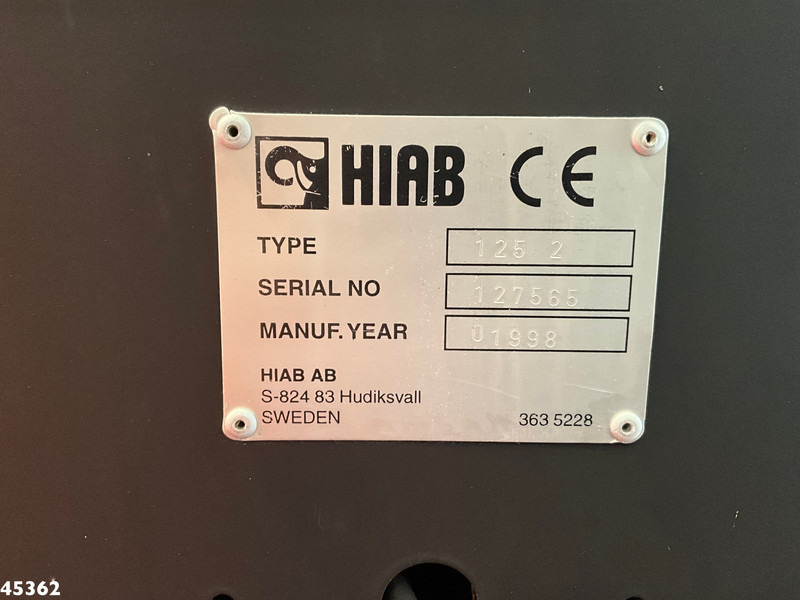 HIAB CE
TYPE 125 2
SERIAL NO 127565
MANUF. YEAR 01998
HIAB AB
S-824 83 Hudiksvall
SWEDEN 363 5228
45362